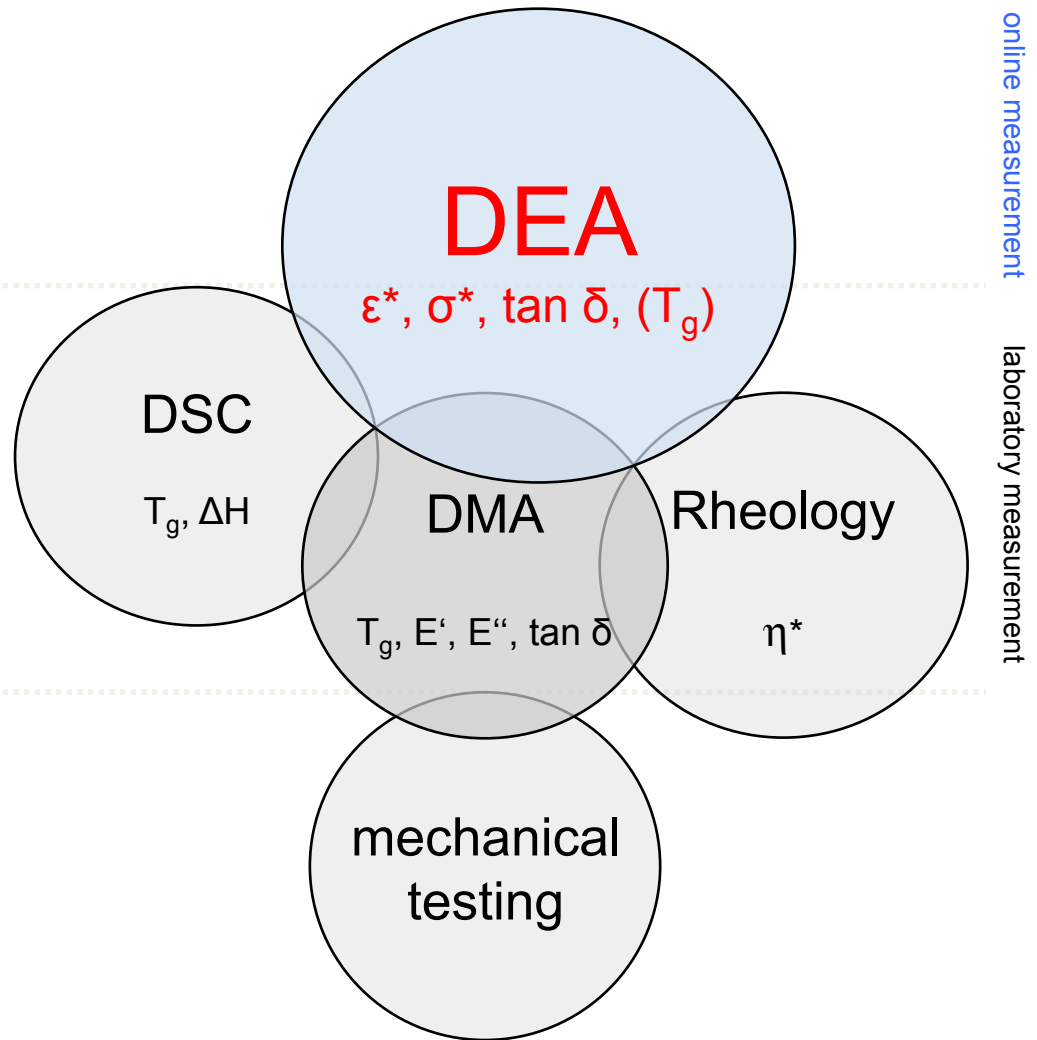 online measurement
DEA
ε*, σ*, tan δ, (Tg)
laboratory measurement
DSC
Tg, ΔH
DMA
Tg, E‘, E“, tan δ
Rheology
η*
mechanical
testing